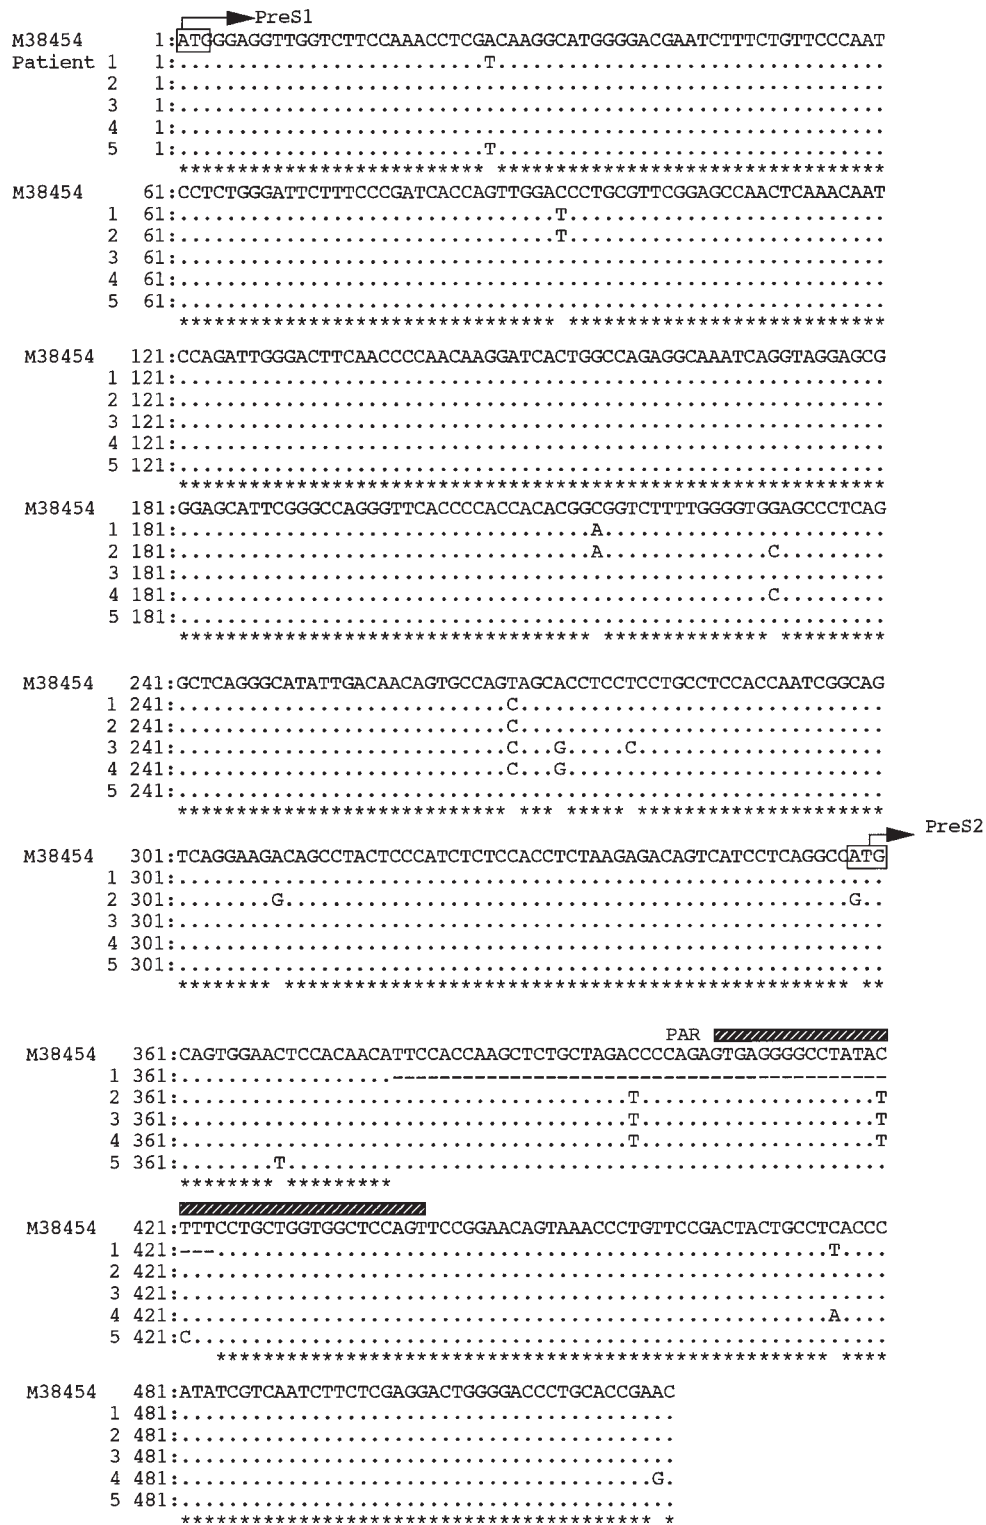 PreS1
M38454 1:ATGGGAGGTTGGTCTTCCAAACCTCGACAAGGCATGGGGACGAATCTTTCTGTTCCCAAT
Patient 1 1:..........................T.................................
2 1:............................................................
3 1:............................................................
4 1:............................................................
5 1:..........................T.................................
************************** *********************************
M38454 61:CCTCTGGGATTCTTTCCCGATCACCAGTTGGACCCTGCGTTCGGAGCCAACTCAAACAAT
1 61:................................T...........................
2 61:................................T...........................
3 61:............................................................
4 61:............................................................
5 61:............................................................
******************************** ***************************
M38454 121:CCAGATTGGGACTTCAACCCCAACAAGGATCACTGGCCAGAGGCAAATCAGGTAGGAGCG
1 121:............................................................
2 121:............................................................
3 121:............................................................
4 121:............................................................
5 121:............................................................
************************************************************
M38454 181:GGAGCATTCGGGCCAGGGTTCACCCCACCACACGGCGGTCTTTTGGGGTGGAGCCCTCAG
1 181:...................................A........................
2 181:...................................A..............C.........
3 181:............................................................
4 181:..................................................C.........
5 181:............................................................
*********************************** ************** *********
M38454 241:GCTCAGGGCATATTGACAACAGTGCCAGTAGCACCTCCTCCTGCCTCCACCAATCGGCAG
1 241:............................C...............................
2 241:............................C...............................
3 241:............................C...G.....C.....................
4 241:............................C...G...........................
5 241:............................................................
**************************** *** ***** *********************
PreS2
M38454 301:TCAGGAAGACAGCCTACTCCCATCTCTCCACCTCTAAGAGACAGTCATCCTCAGGCCATG
1 301:............................................................
2 301:........G................................................G..
3 301:............................................................
4 301:............................................................
5 301:............................................................
******** ************************************************ **
PAR
M38454 361:CAGTGGAACTCCACAACATTCCACCAAGCTCTGCTAGACCCCAGAGTGAGGGGCCTATAC
1 361:..................------------------------------------------
2 361:......................................T....................T
3 361:......................................T....................T
4 361:......................................T....................T
5 361:........T...................................................
******** *********
M38454 421:TTTCCTGCTGGTGGCTCCAGTTCCGGAACAGTAAACCCTGTTCCGACTACTGCCTCACCC
1 421:---....................................................T....
2 421:............................................................
3 421:............................................................
4 421:.......................................................A....
5 421:C...........................................................
**************************************************** ****
M38454 481:ATATCGTCAATCTTCTCGAGGACTGGGGACCCTGCACCGAAC
1 481:..........................................
2 481:..........................................
3 481:..........................................
4 481:........................................G.
5 481:..........................................
**************************************** *